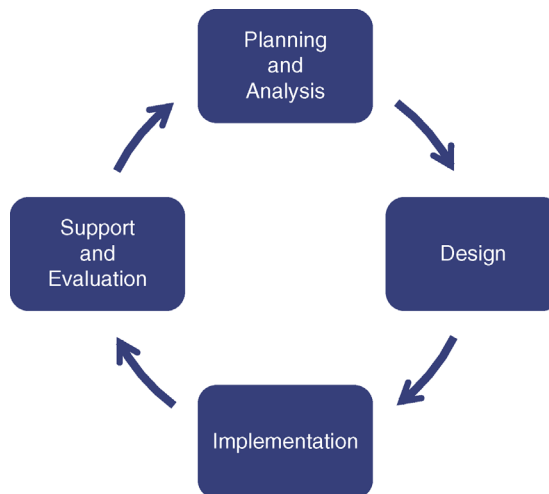 Planning
and
Analysis
Design
Implementation
Support
and
Evaluation